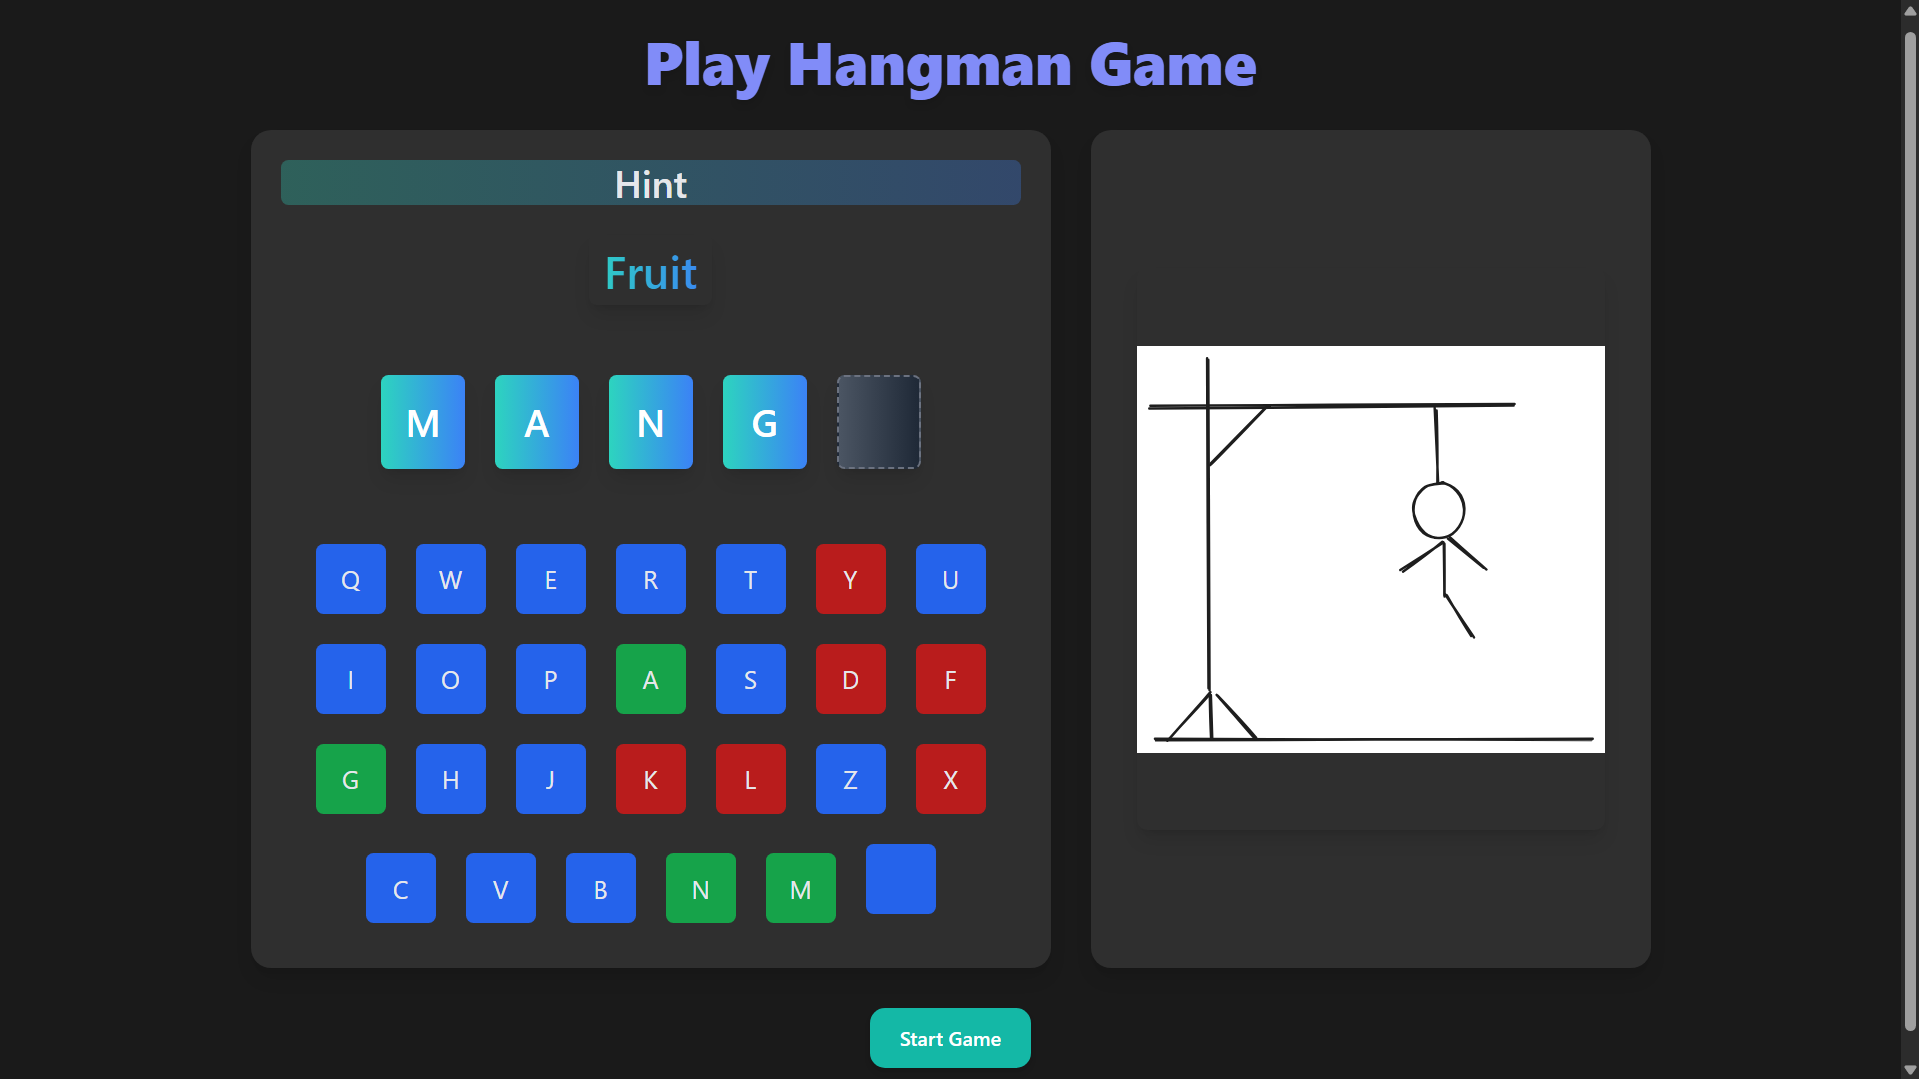 Play Hangman Game
Hint
Fruit
M A N G
Q W E R T Y U
I O P A S D F
G H J K L Z X
C V B N M
Start Game